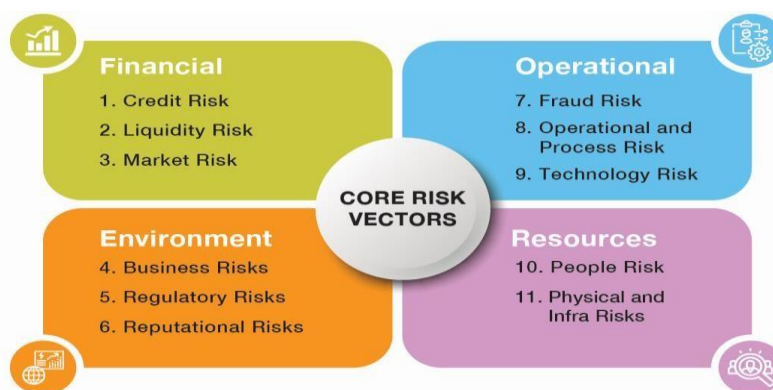 Financial
1. Credit Risk
2. Liquidity Risk
3. Market Risk
Operational
7. Fraud Risk
8. Operational and
Process Risk
9. Technology Risk
CORE RISK
VECTORS
Environment
4. Business Risks
5. Regulatory Risks
6. Reputational Risks
Resources
10. People Risk
11. Physical and
Infra Risks